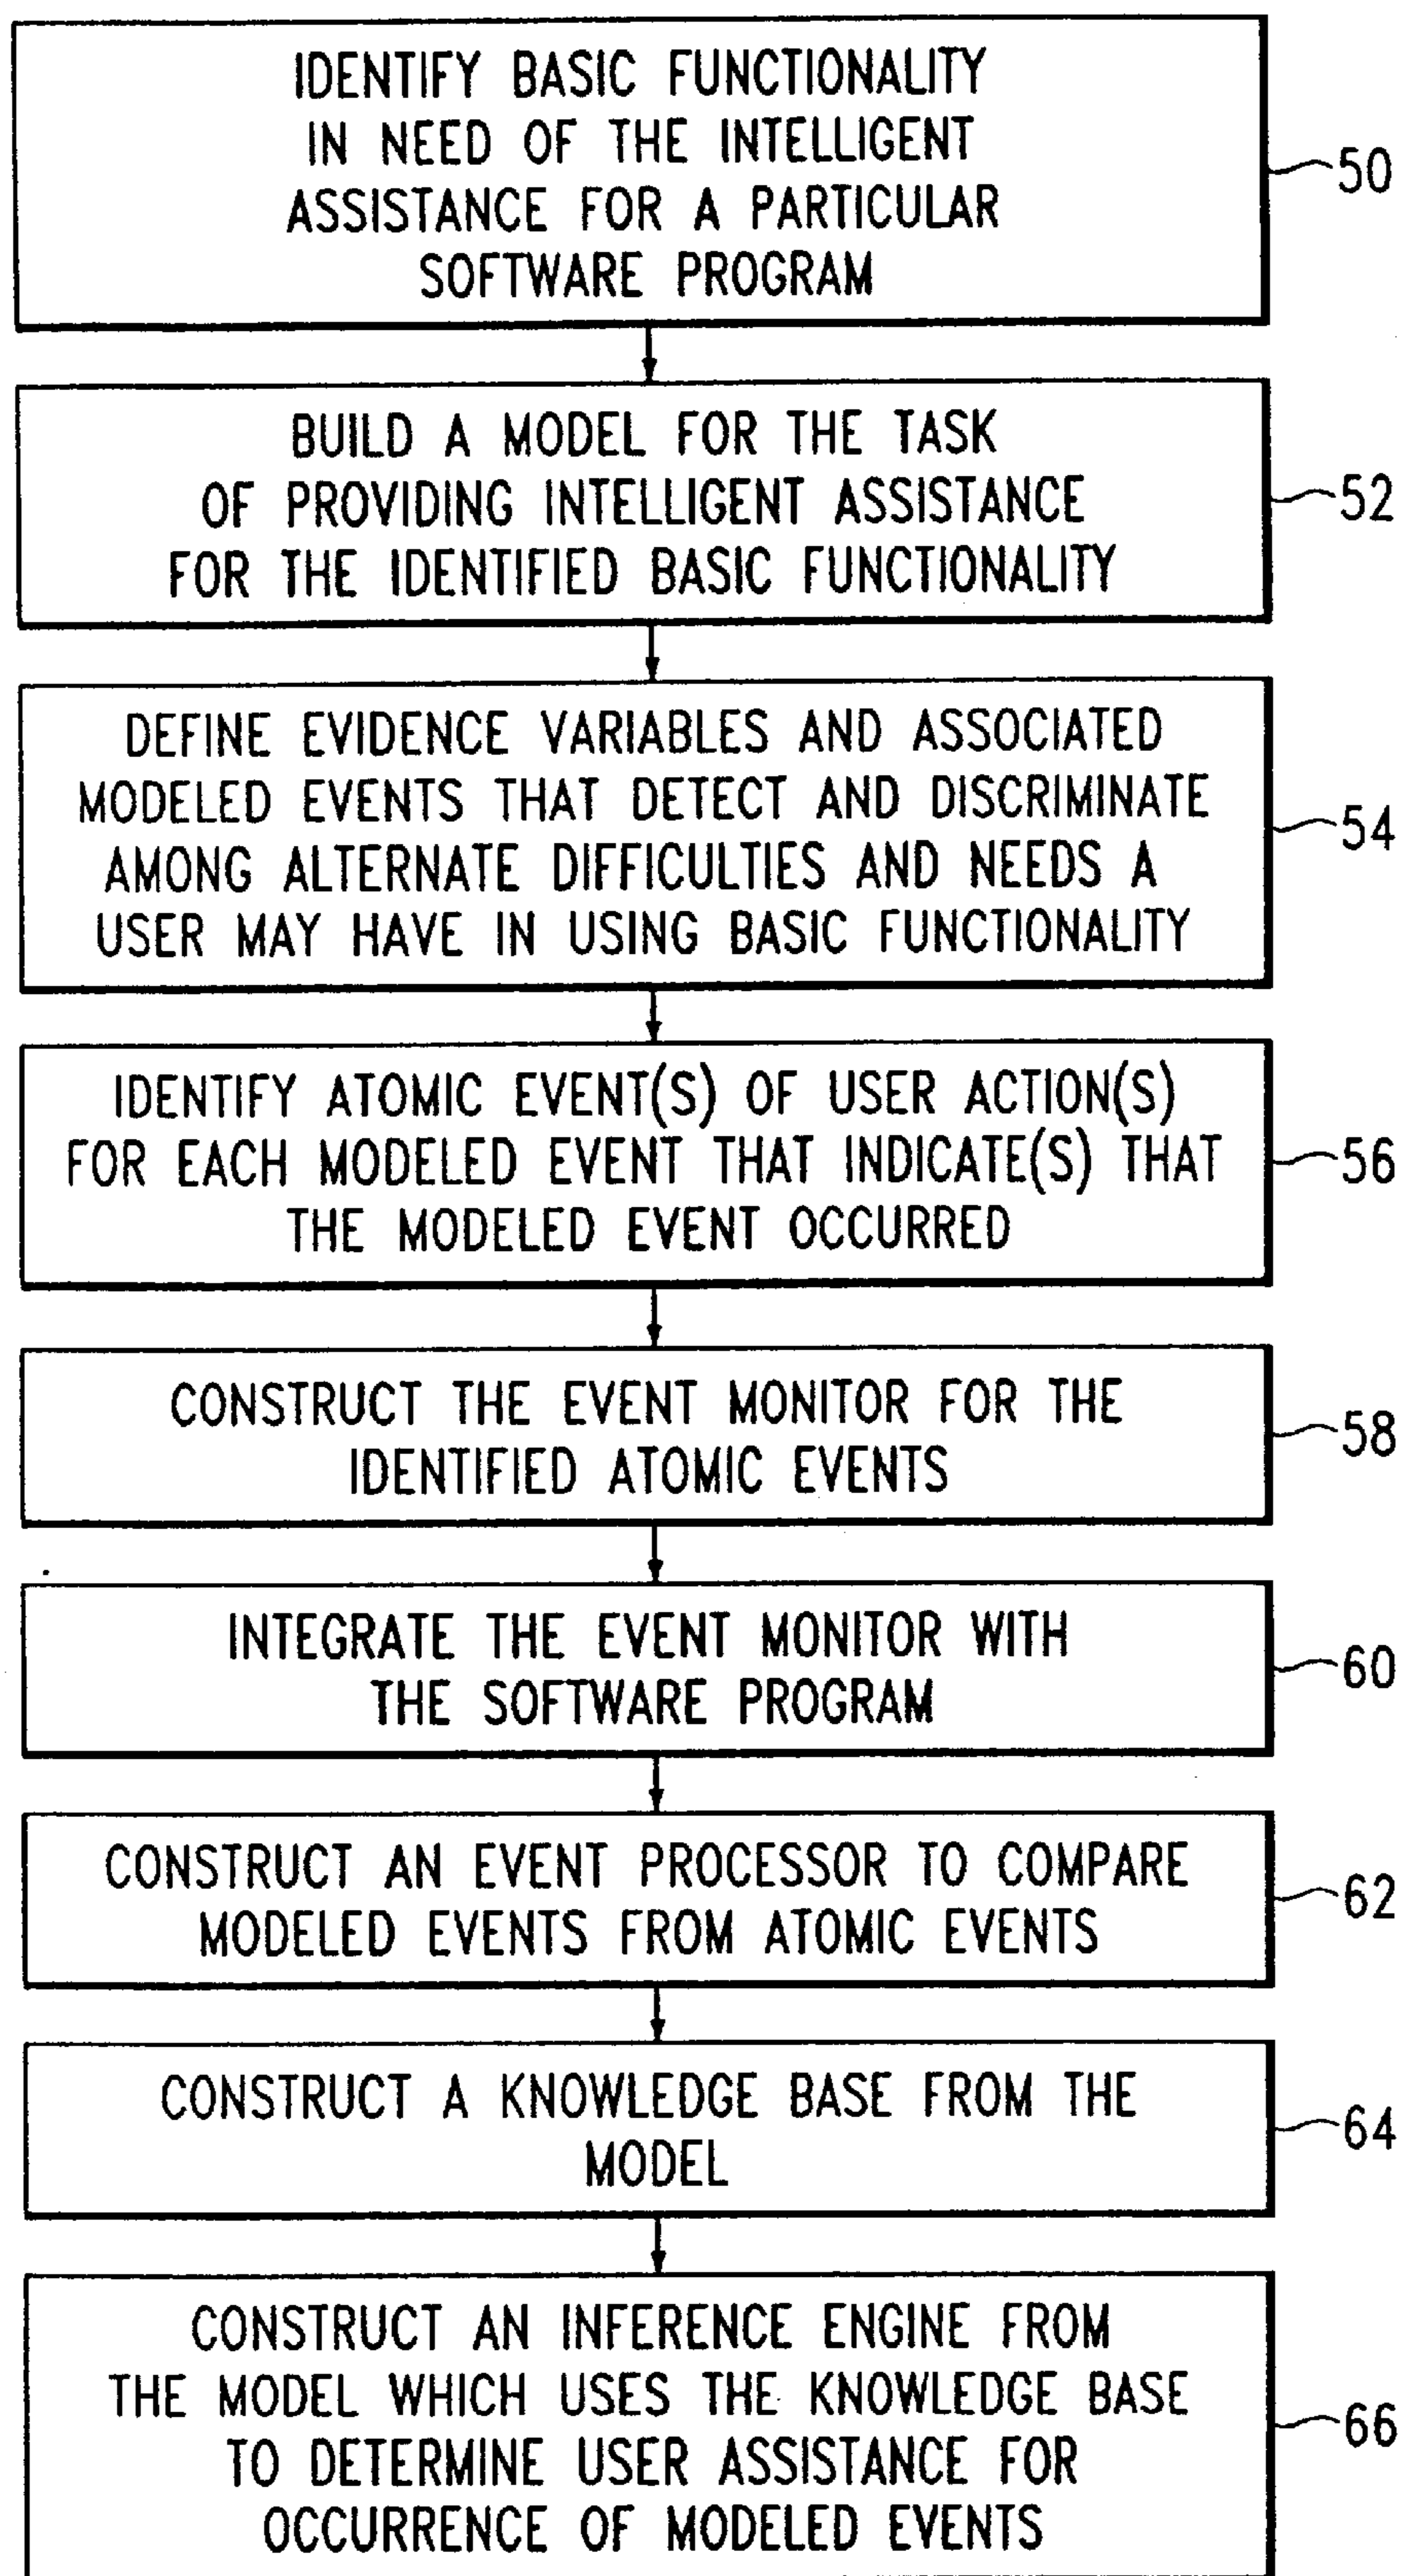 IDENTIFY BASIC FUNCTIONALITY
IN NEED OF THE INTELLIGENT
ASSISTANCE FOR A PARTICULAR
SOFTWARE PROGRAM
50
BUILD A MODEL FOR THE TASK
OF PROVIDING INTELLIGENT ASSISTANCE
FOR THE IDENTIFIED BASIC FUNCTIONALITY
52
DEFINE EVIDENCE VARIABLES AND ASSOCIATED
MODELED EVENTS THAT DETECT AND DISCRIMINATE
AMONG ALTERNATE DIFFICULTIES AND NEEDS A
USER MAY HAVE IN USING BASIC FUNCTIONALITY
54
IDENTIFY ATOMIC EVENT(S) OF USER ACTION(S)
FOR EACH MODELED EVENT THAT INDICATE(S) THAT
THE MODELED EVENT OCCURRED
56
CONSTRUCT THE EVENT MONITOR FOR THE
IDENTIFIED ATOMIC EVENTS
58
INTEGRATE THE EVENT MONITOR WITH
THE SOFTWARE PROGRAM
60
CONSTRUCT AN EVENT PROCESSOR TO COMPARE
MODELED EVENTS FROM ATOMIC EVENTS
62
CONSTRUCT A KNOWLEDGE BASE FROM THE
MODEL
64
CONSTRUCT AN INFERENCE ENGINE FROM
THE MODEL WHICH USES THE KNOWLEDGE BASE
TO DETERMINE USER ASSISTANCE FOR
OCCURRENCE OF MODELED EVENTS
66